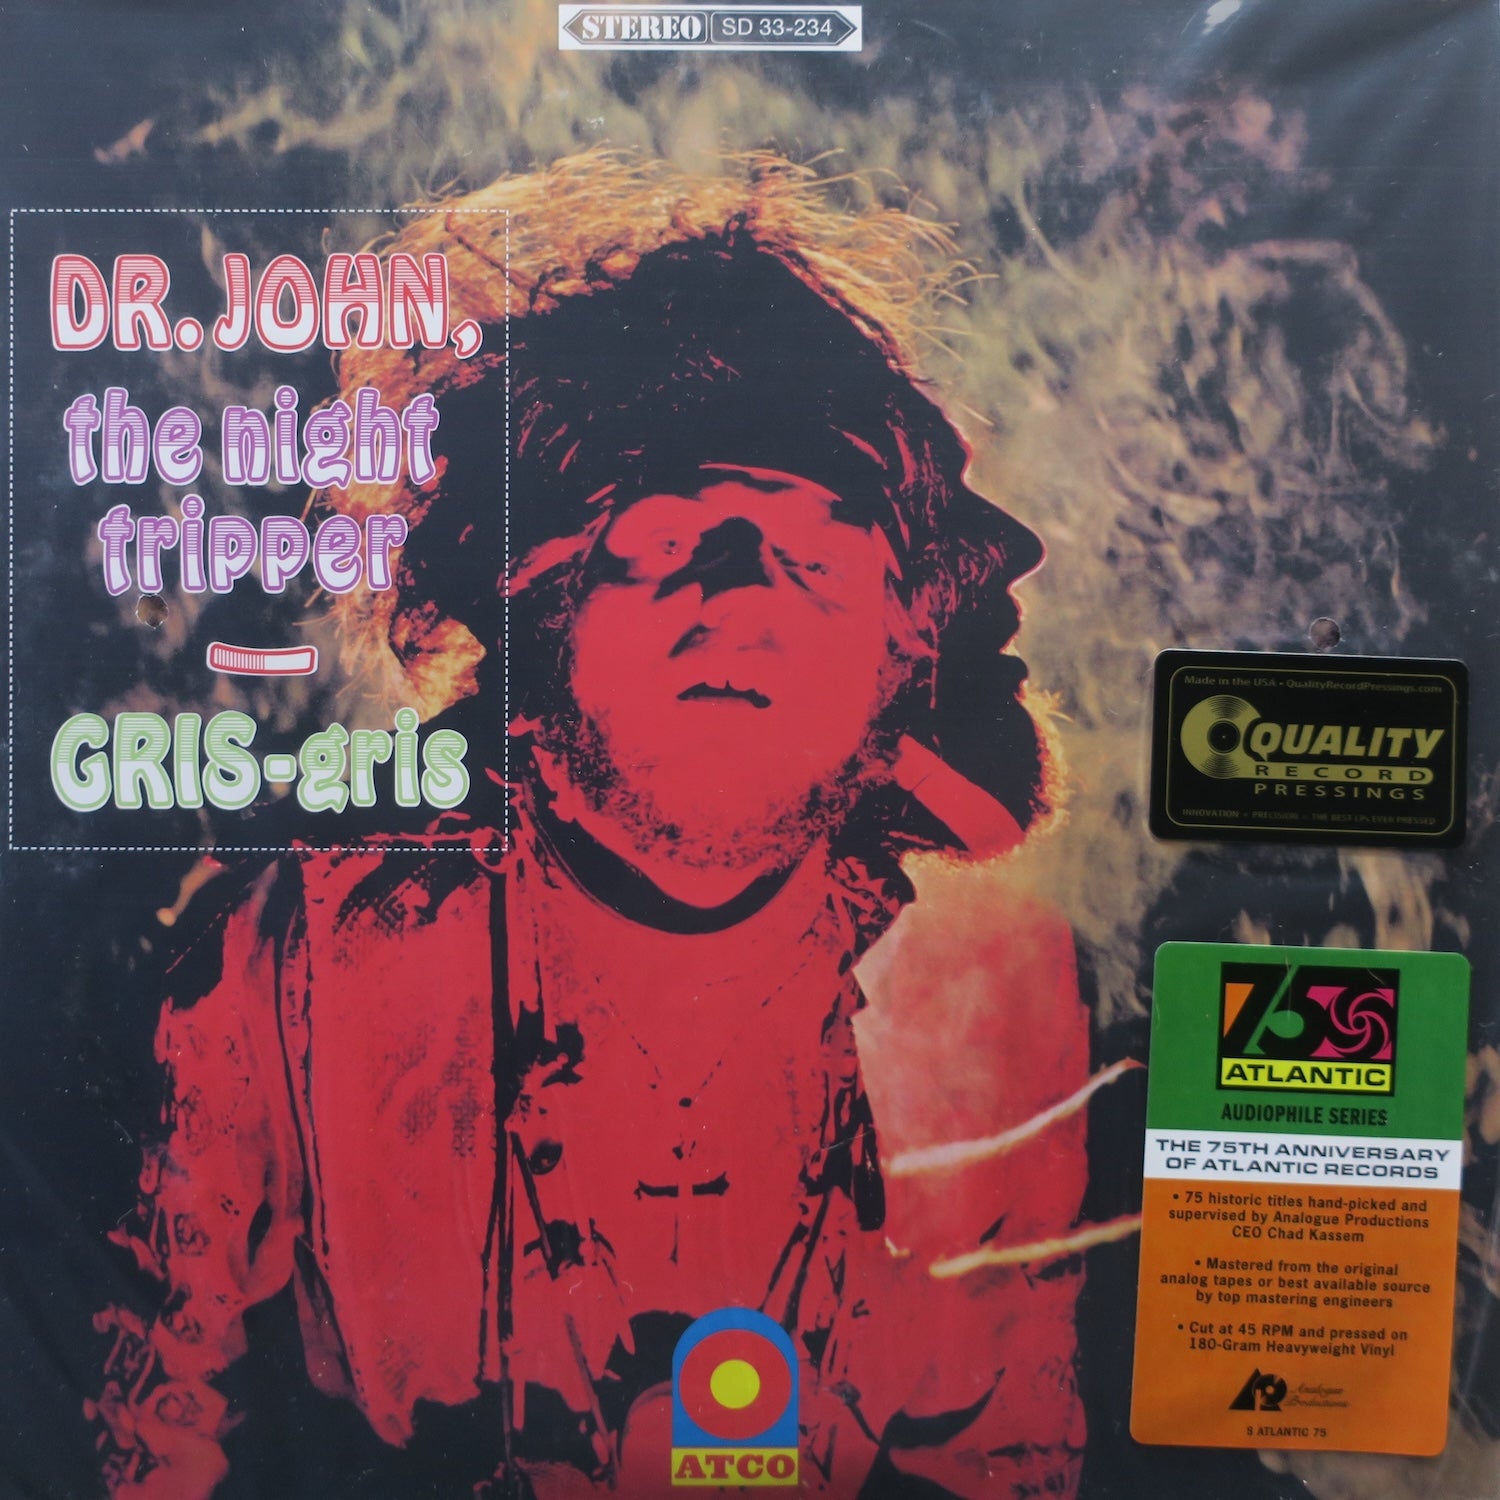 STEREO SD 33-234
DR. JOHN,
the night
tripper
GRIS-gris
Made in the USA • QualityRecordPressings.com
QUALITY
RECORD
PRESSINGS
INNOVATION • PRECISION • THE BEST LPs EVER PRESSED
75
ATLANTIC
AUDIOPHILE SERIES
THE 75TH ANNIVERSARY
OF ATLANTIC RECORDS
• 75 historic titles hand-picked and
supervised by Analogue Productions
CEO Chad Kassem
• Mastered from the original
analog tapes or best available source
by top mastering engineers
• Cut at 45 RPM and pressed on
180-Gram Heavyweight Vinyl
Analogue
Productions
S ATLANTIC 75
ATCO